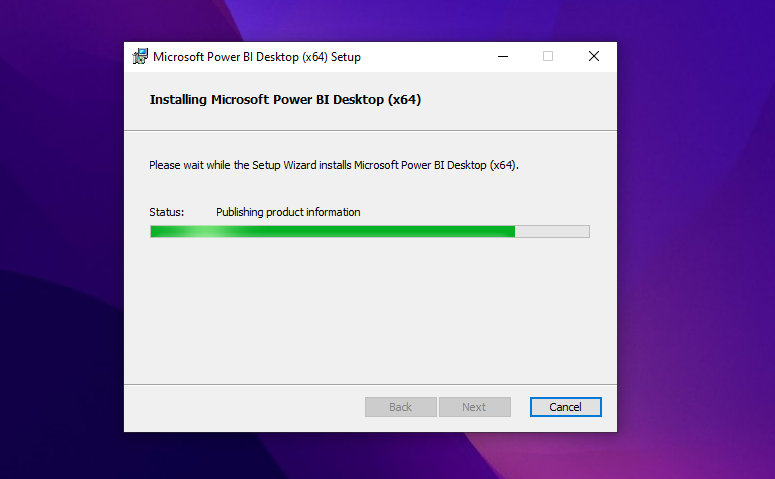 Microsoft Power BI Desktop (x64) Setup
Installing Microsoft Power BI Desktop (x64)
Please wait while the Setup Wizard installs Microsoft Power BI Desktop (x64).
Status: Publishing product information
Back Next Cancel